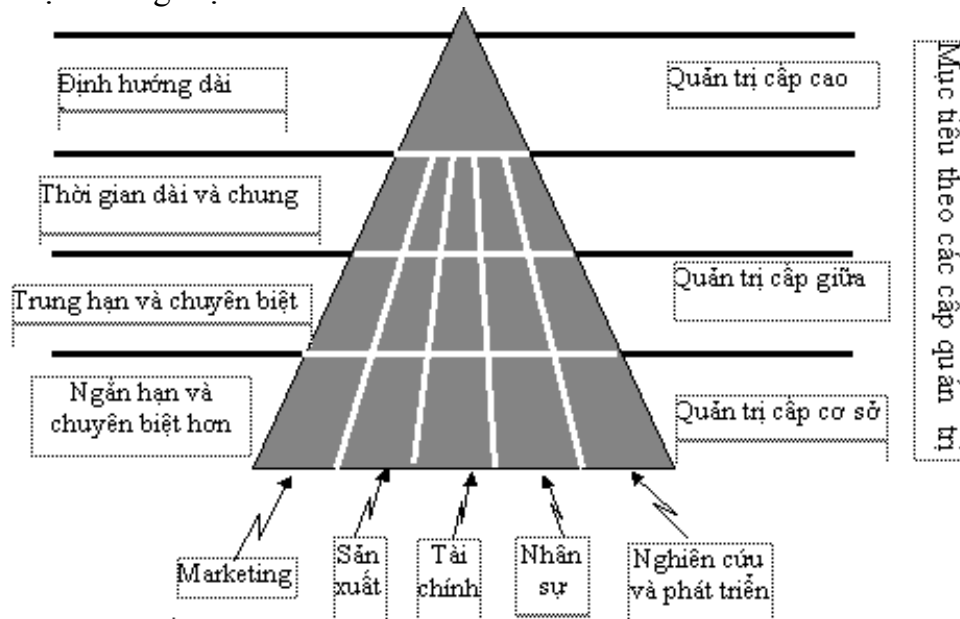 Định hướng dài
Quản trị cấp cao
Thời gian dài và chung
Trung hạn và chuyên biệt
Quản trị cấp giữa
Ngắn hạn và
chuyên biệt hơn
Quản trị cấp cơ sở
Mục tiêu theo các cấp quản trị
Marketing
Sản
xuất
Tài
chính
Nhân
sự
Nghiên cứu
và phát triển